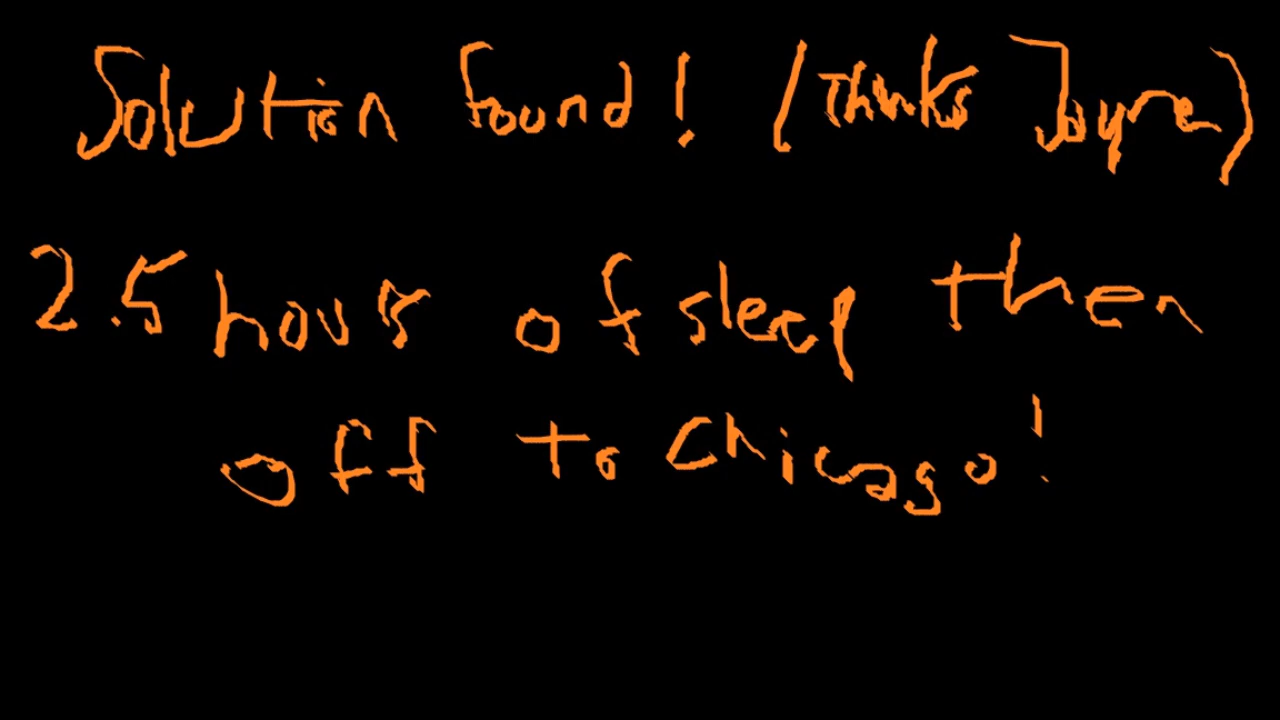 Solution found! (Thanks Jayne)
2.5 hours of sleep then
off to Chicago!